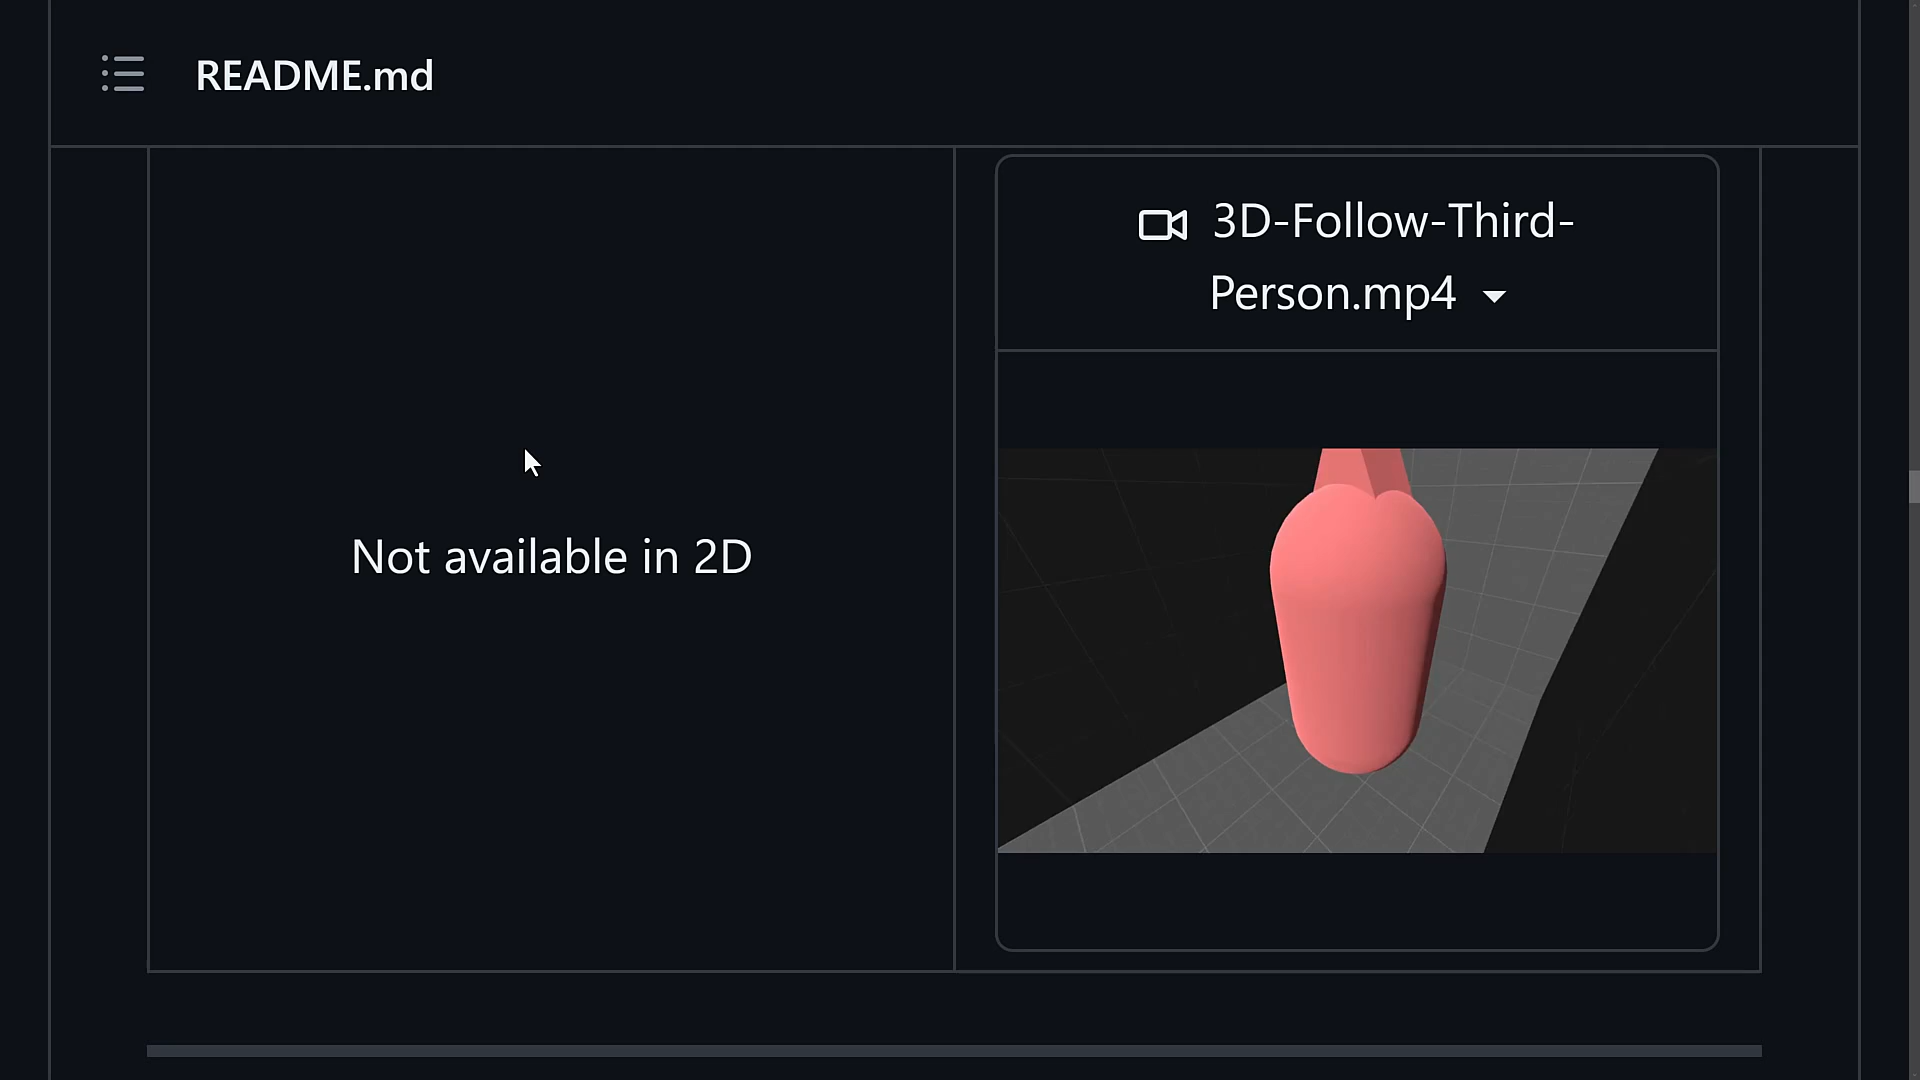 README.md
3D-Follow-Third-
Person.mp4
Not available in 2D